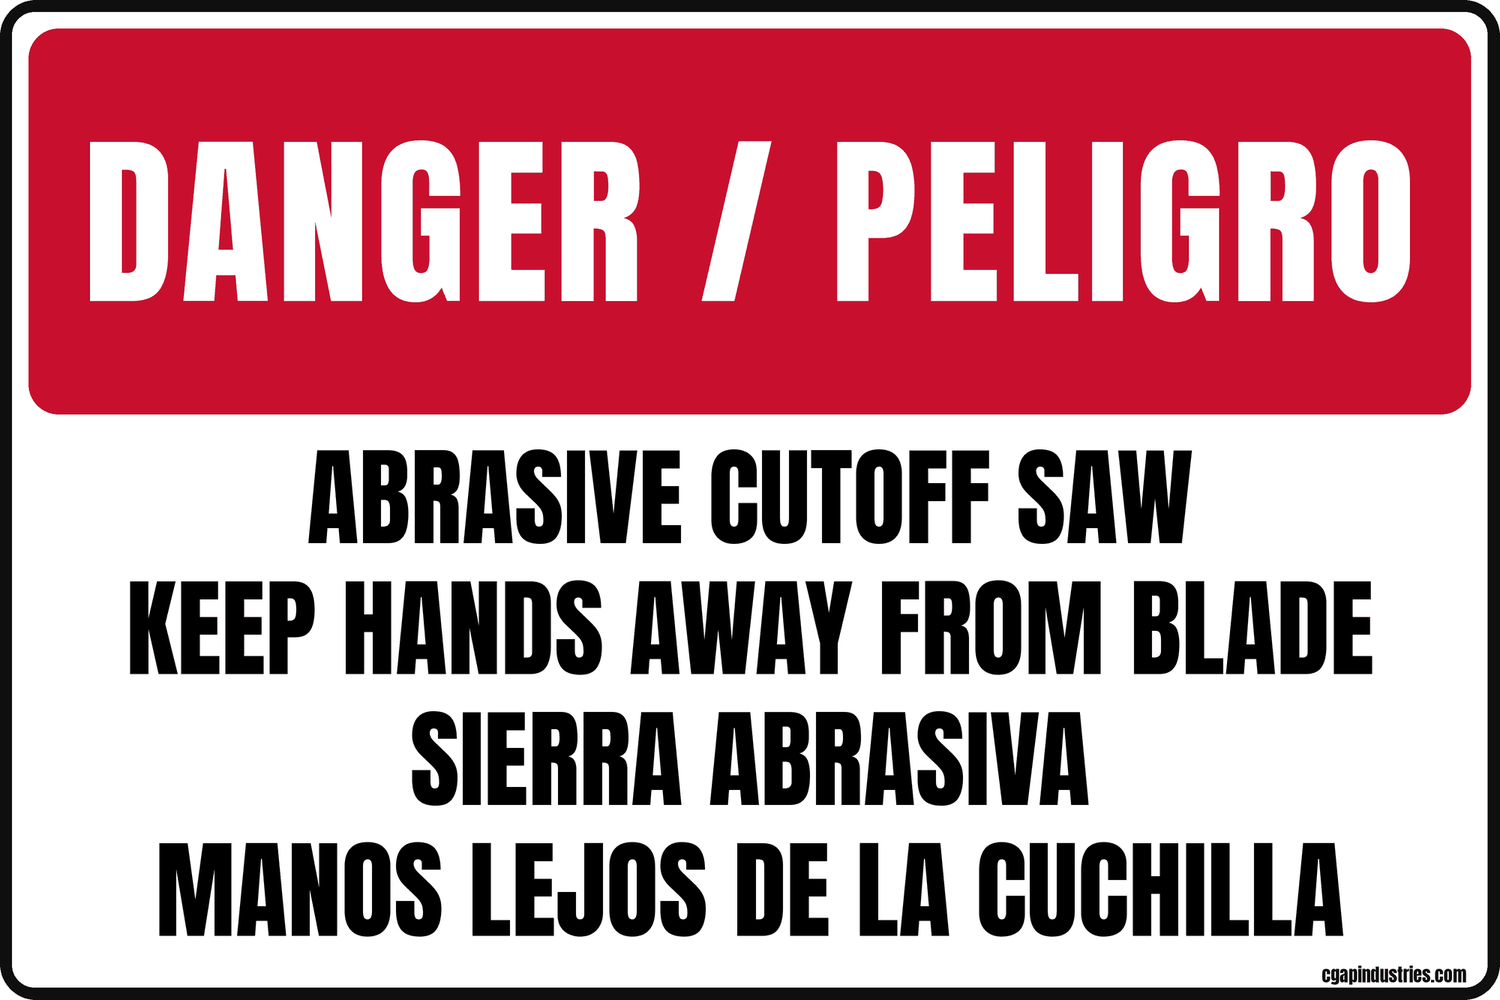 DANGER / PELIGRO
ABRASIVE CUTOFF SAW
KEEP HANDS AWAY FROM BLADE
SIERRA ABRASIVA
MANOS LEJOS DE LA CUCHILLA
cgapindustries.com